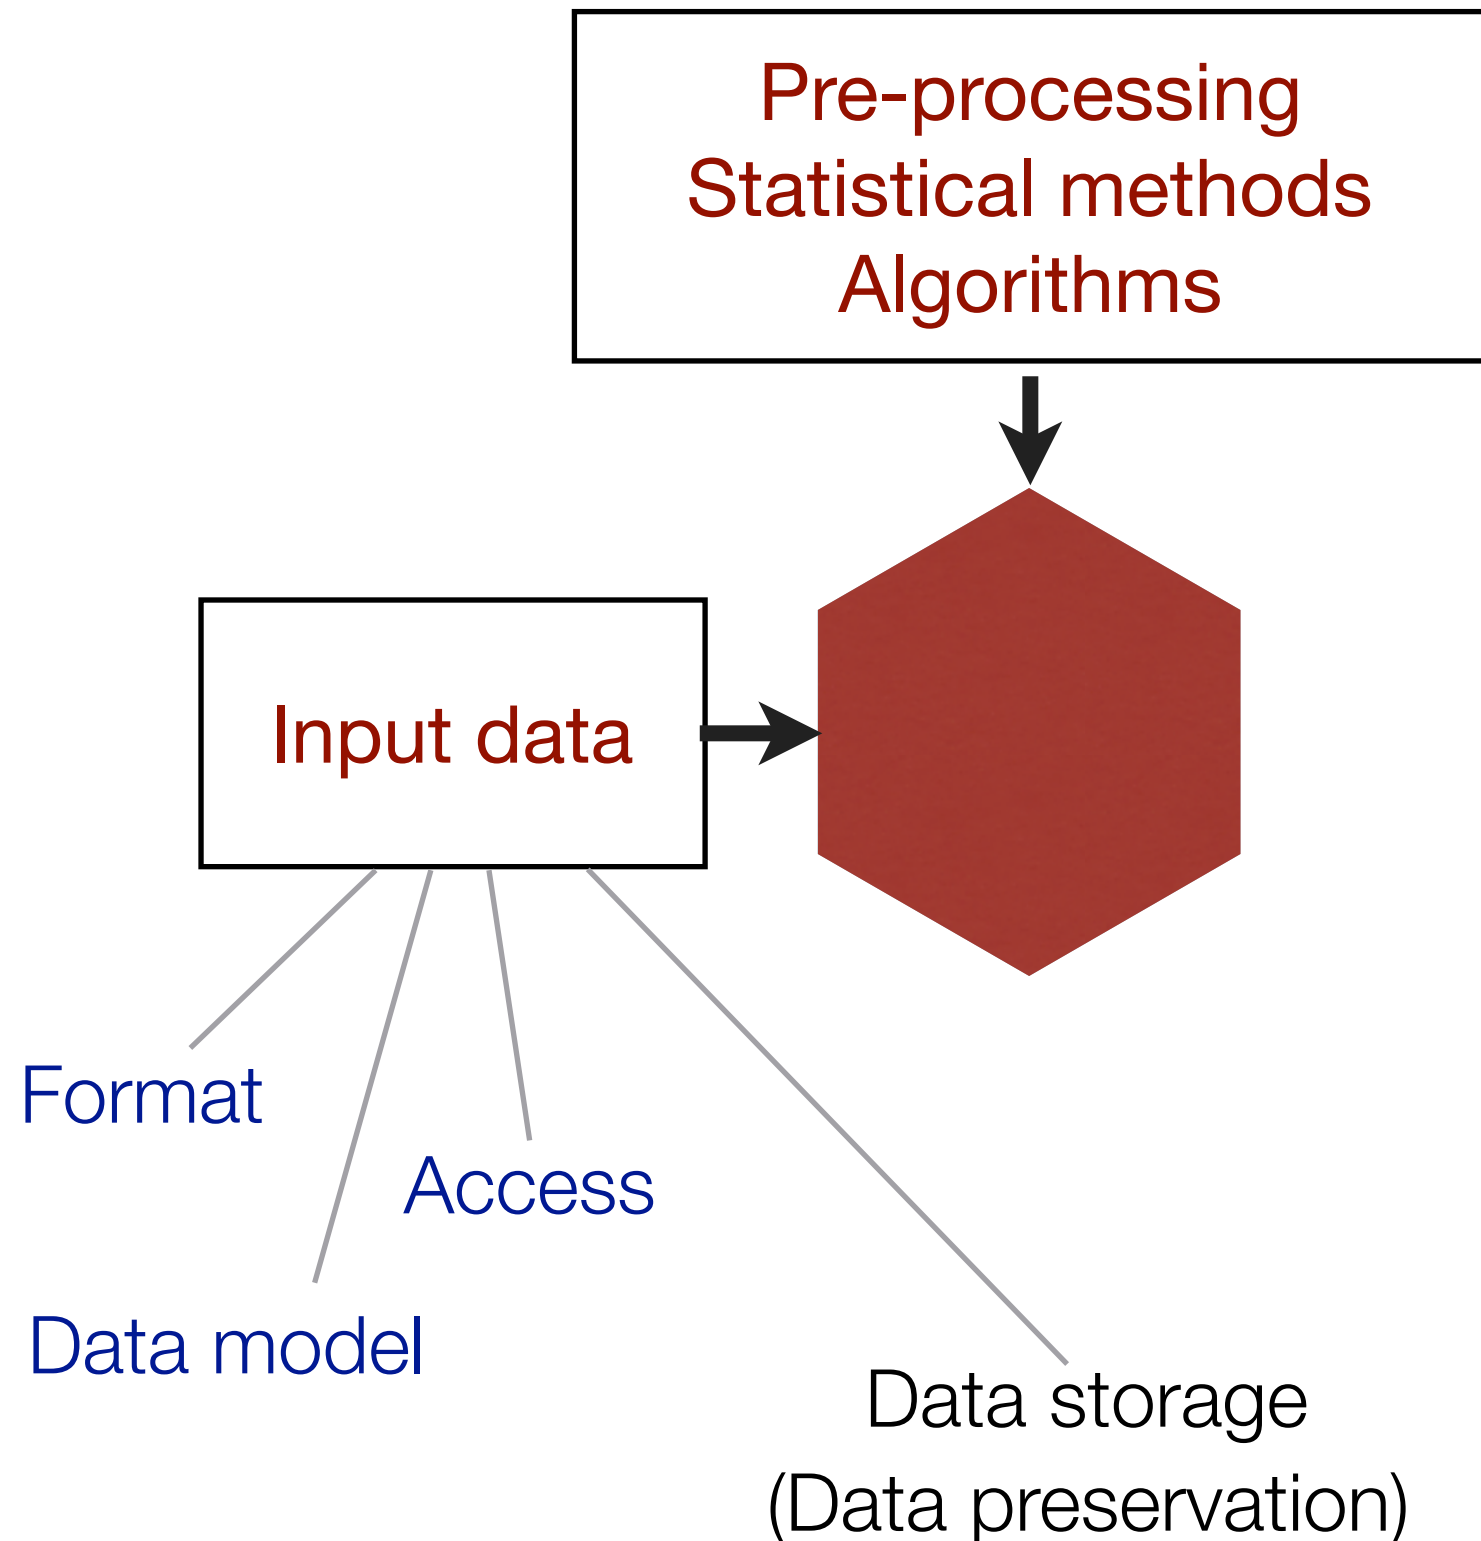 Pre-processing
Statistical methods
Algorithms
Input data
Format
Access
Data model
Data storage
(Data preservation)